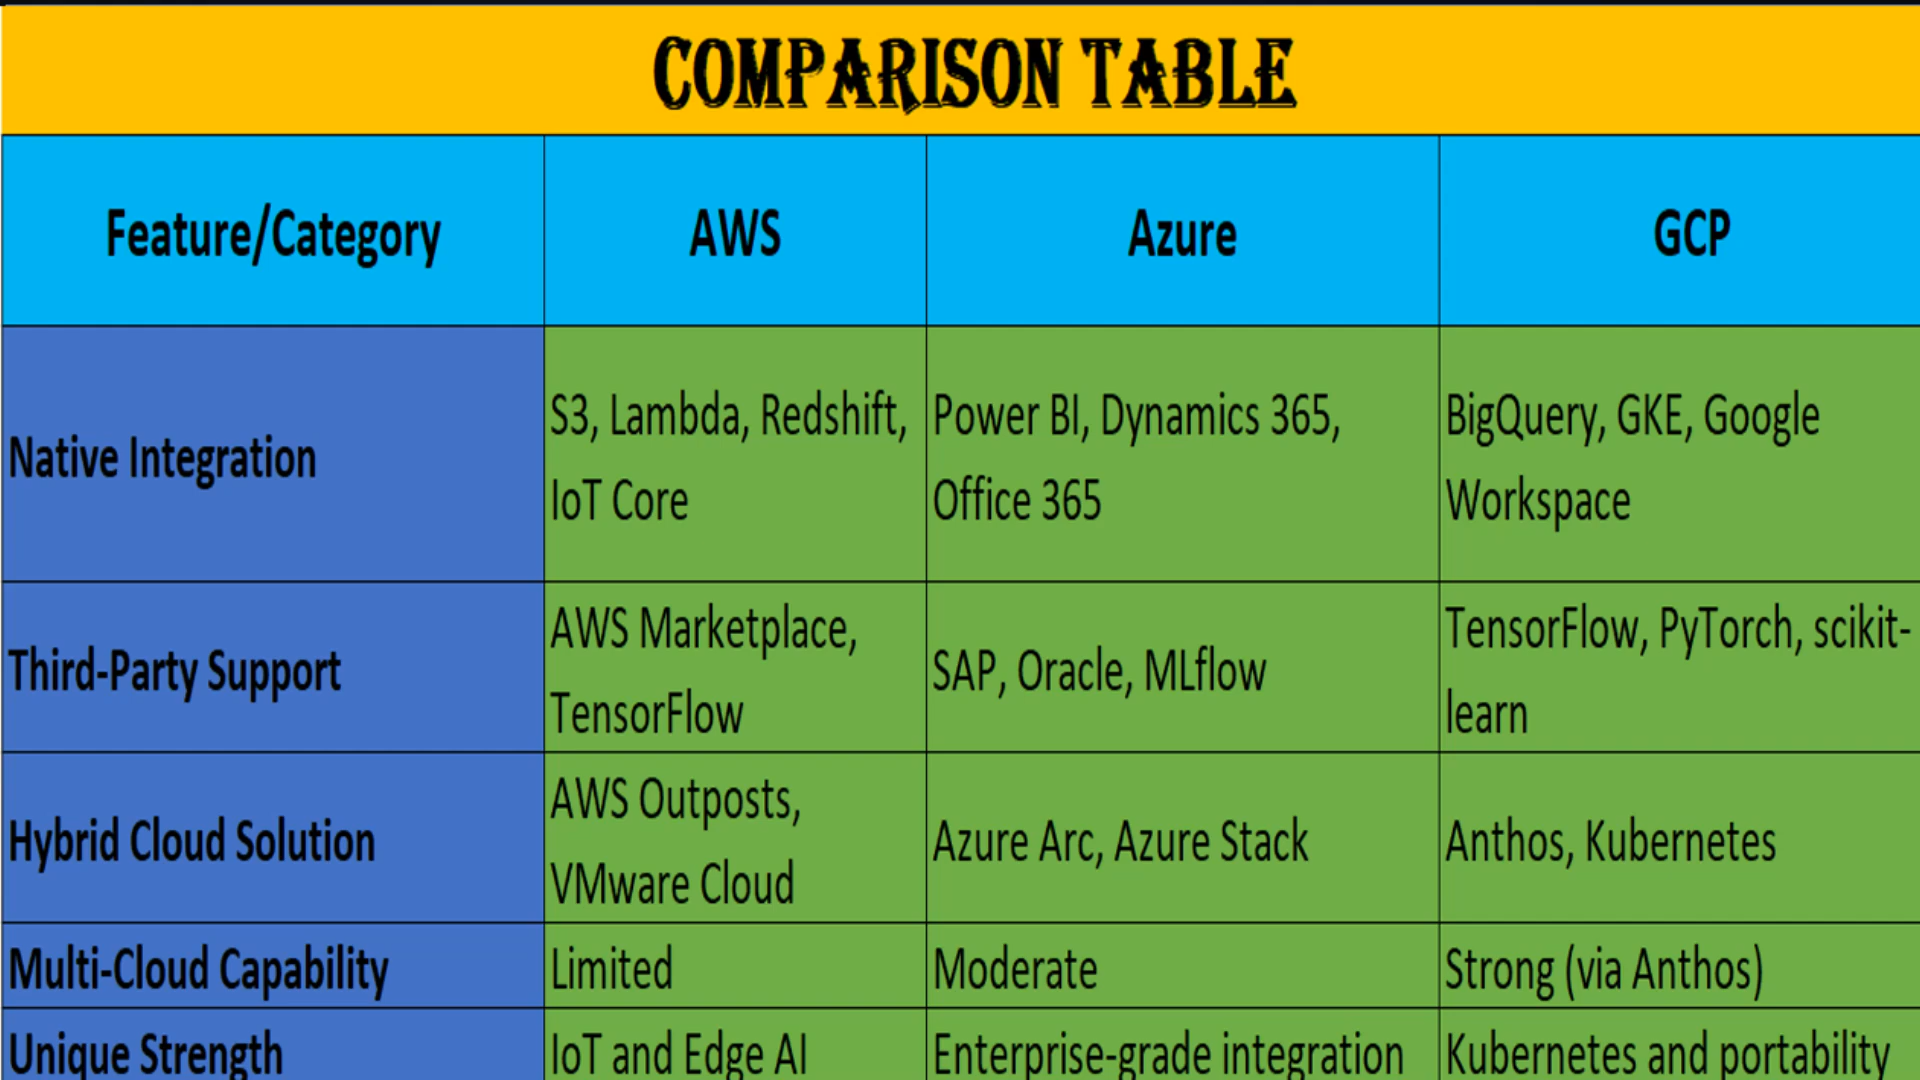 COMPARISON TABLE
Feature/Category AWS Azure GCP
Native Integration
S3, Lambda, Redshift,
IoT Core
Power BI, Dynamics 365,
Office 365
BigQuery, GKE, Google
Workspace
Third-Party Support
AWS Marketplace,
TensorFlow
SAP, Oracle, MLflow
TensorFlow, PyTorch, scikit-
learn
Hybrid Cloud Solution
AWS Outposts,
VMware Cloud
Azure Arc, Azure Stack
Anthos, Kubernetes
Multi-Cloud Capability Limited Moderate Strong (via Anthos)
Unique Strength IoT and Edge AI Enterprise-grade integration Kubernetes and portability